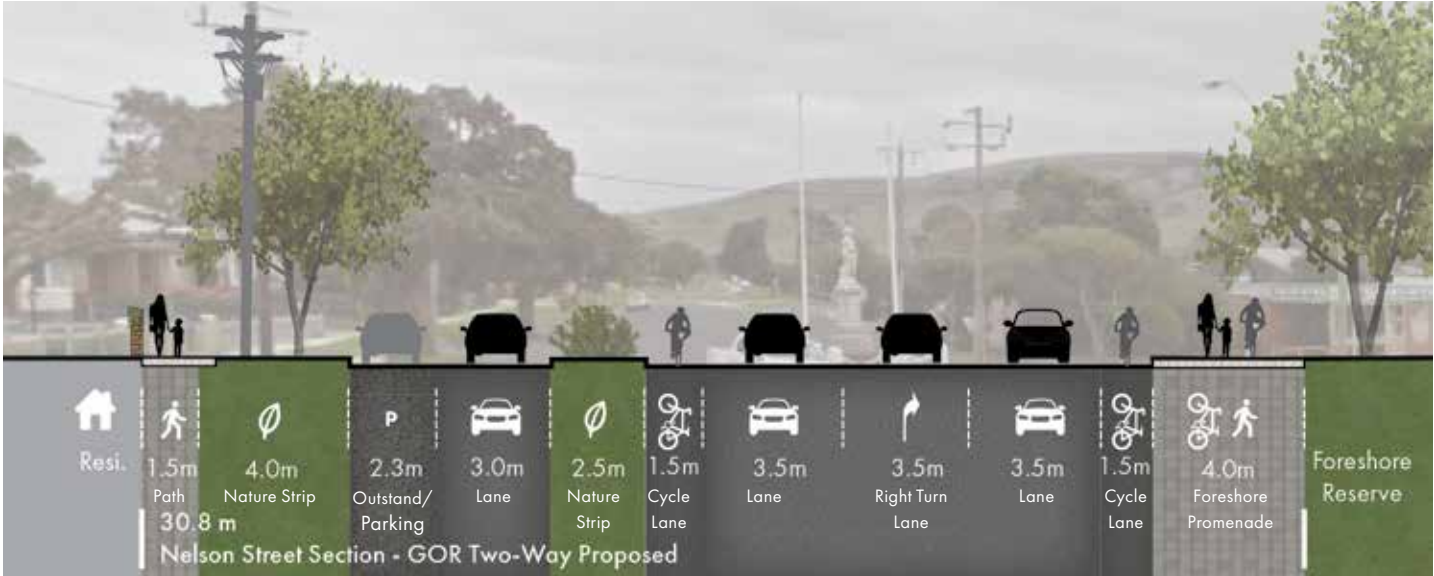 Resi.
1.5m
Path
4.0m
Nature Strip
P
2.3m
Outstand/
Parking
3.0m
Lane
2.5m
Nature
Strip
1.5m
Cycle
Lane
3.5m
Lane
3.5m
Right Turn
Lane
3.5m
Lane
1.5m
Cycle
Lane
4.0m
Foreshore
Promenade
Foreshore
Reserve
30.8 m
Nelson Street Section - GOR Two-Way Proposed